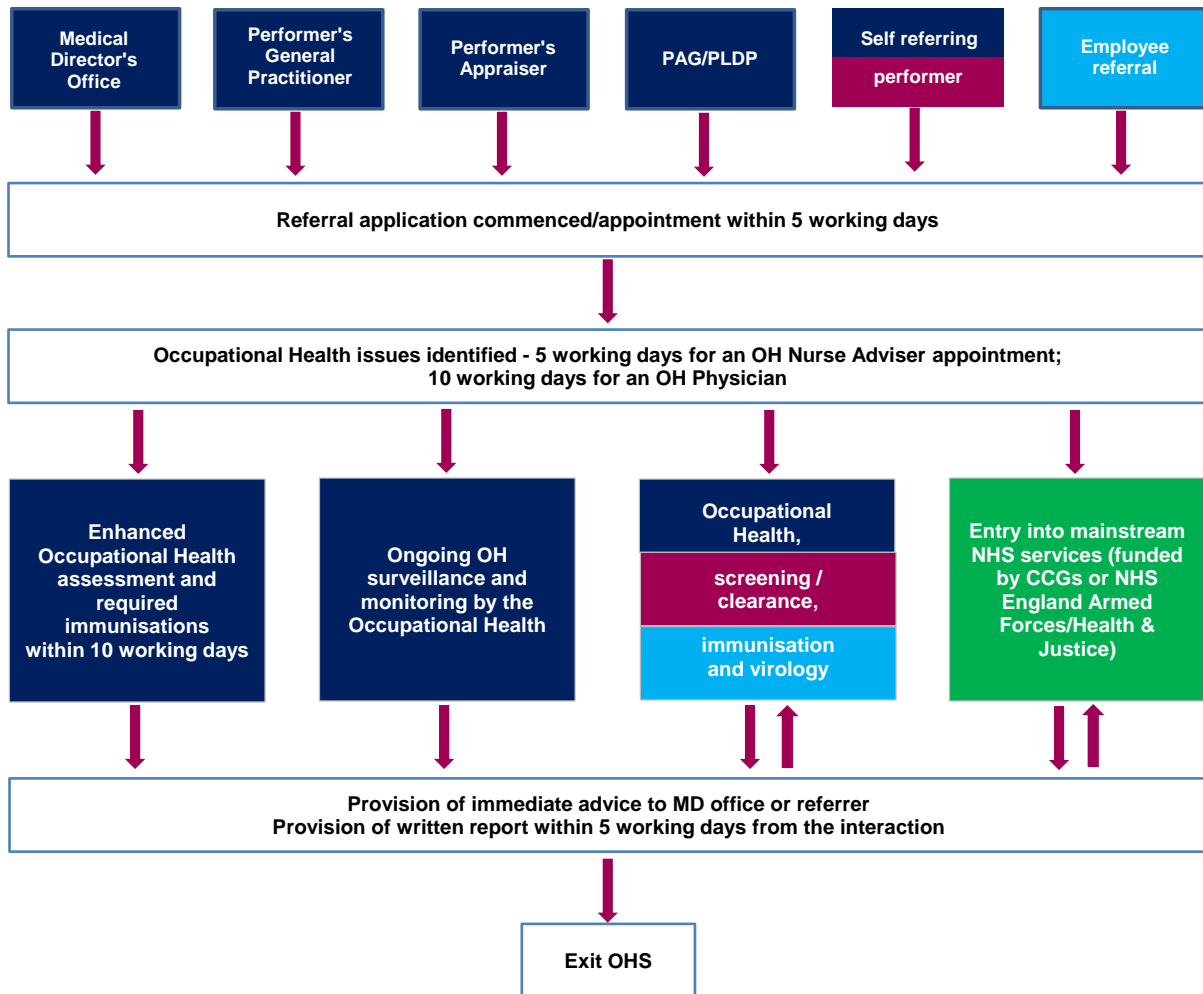 Medical
Director's
Office
Performer's
General
Practitioner
Performer's
Appraiser
PAG/PLDP
Self referring
performer
Employee
referral
Referral application commenced/appointment within 5 working days
Occupational Health issues identified - 5 working days for an OH Nurse Adviser appointment;
10 working days for an OH Physician
Enhanced
Occupational Health
assessment and
required
immunisations
within 10 working days
Ongoing OH
surveillance and
monitoring by the
Occupational Health
Occupational
Health,
screening /
clearance,
immunisation
and virology
Entry into mainstream
NHS services (funded
by CCGs or NHS
England Armed
Forces/Health &
Justice)
Provision of immediate advice to MD office or referrer
Provision of written report within 5 working days from the interaction
Exit OHS